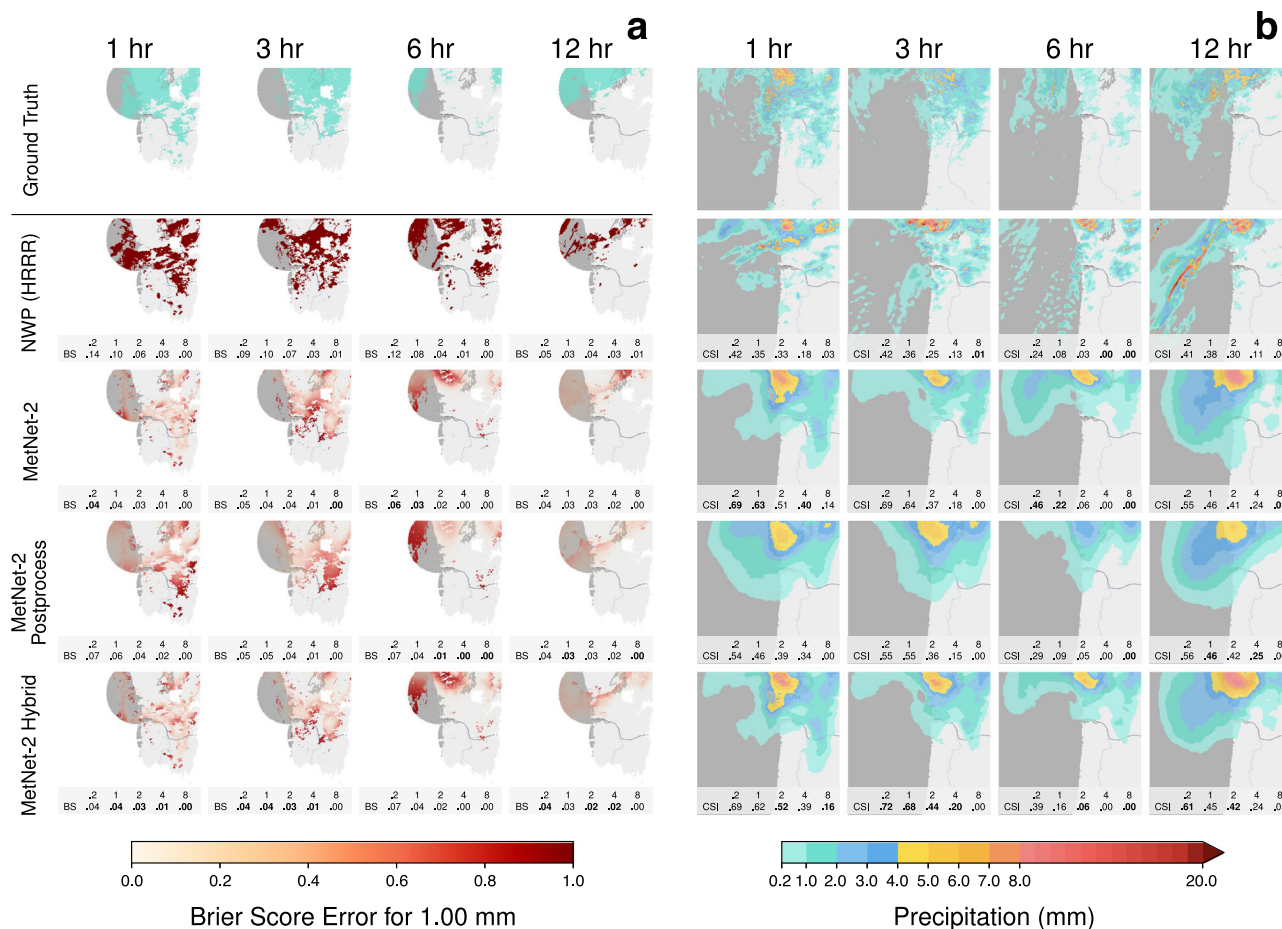 a
b
1 hr 3 hr 6 hr 12 hr
1 hr 3 hr 6 hr 12 hr
Ground Truth
NWP (HRRR)
.2 1 2 4 8 .2 1 2 4 8 .2 1 2 4 8 .2 1 2 4 8
BS .14 .10 .06 .03 .00 BS .09 .10 .07 .03 .01 BS .12 .08 .04 .01 .00 BS .05 .03 .04 .03 .01
.2 1 2 4 8 .2 1 2 4 8 .2 1 2 4 8 .2 1 2 4 8
CSI .42 .35 .33 .18 .03 CSI .42 .36 .25 .13 .01 CSI .24 .08 .03 .00 .00 CSI .41 .38 .30 .11 .0
MetNet-2
.2 1 2 4 8 .2 1 2 4 8 .2 1 2 4 8 .2 1 2 4 8
BS .04 .04 .03 .01 .00 BS .05 .04 .04 .01 .00 BS .06 .03 .02 .00 .00 BS .04 .03 .03 .02 .01
.2 1 2 4 8 .2 1 2 4 8 .2 1 2 4 8 .2 1 2 4 8
CSI .69 .63 .51 .40 .14 CSI .69 .64 .37 .18 .00 CSI .46 .22 .06 .00 .00 CSI .55 .46 .41 .24 .0
MetNet-2
Postprocess
.2 1 2 4 8 .2 1 2 4 8 .2 1 2 4 8 .2 1 2 4 8
BS .07 .06 .04 .02 .00 BS .05 .05 .04 .01 .00 BS .07 .04 .01 .00 .00 BS .04 .03 .03 .02 .00
.2 1 2 4 8 .2 1 2 4 8 .2 1 2 4 8 .2 1 2 4 8
CSI .54 .46 .39 .34 .00 CSI .55 .55 .36 .15 .00 CSI .29 .09 .05 .00 .00 CSI .56 .46 .42 .25 .0
MetNet-2 Hybrid
.2 1 2 4 8 .2 1 2 4 8 .2 1 2 4 8 .2 1 2 4 8
BS .04 .04 .03 .01 .00 BS .04 .04 .03 .01 .00 BS .07 .04 .02 .00 .00 BS .04 .03 .02 .02 .00
.2 1 2 4 8 .2 1 2 4 8 .2 1 2 4 8 .2 1 2 4 8
CSI .69 .62 .52 .39 .16 CSI .72 .68 .44 .20 .00 CSI .39 .16 .06 .00 .00 CSI .61 .45 .42 .24 .0
0.0 0.2 0.4 0.6 0.8 1.0
Brier Score Error for 1.00 mm
0.2 1.0 2.0 3.0 4.0 5.0 6.0 7.0 8.0 20.0
Precipitation (mm)